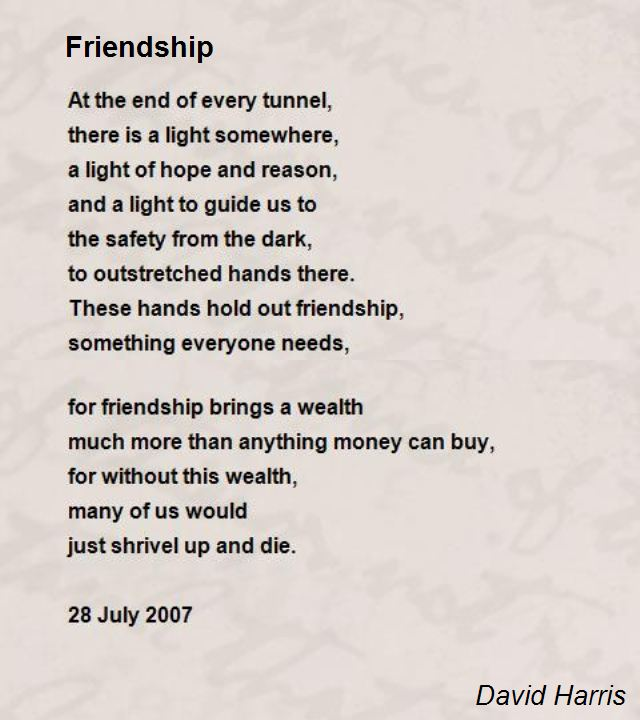 Friendship
At the end of every tunnel,
there is a light somewhere,
a light of hope and reason,
and a light to guide us to
the safety from the dark,
to outstretched hands there.
These hands hold out friendship,
something everyone needs,
for friendship brings a wealth
much more than anything money can buy,
for without this wealth,
many of us would
just shrivel up and die.
28 July 2007
David Harris